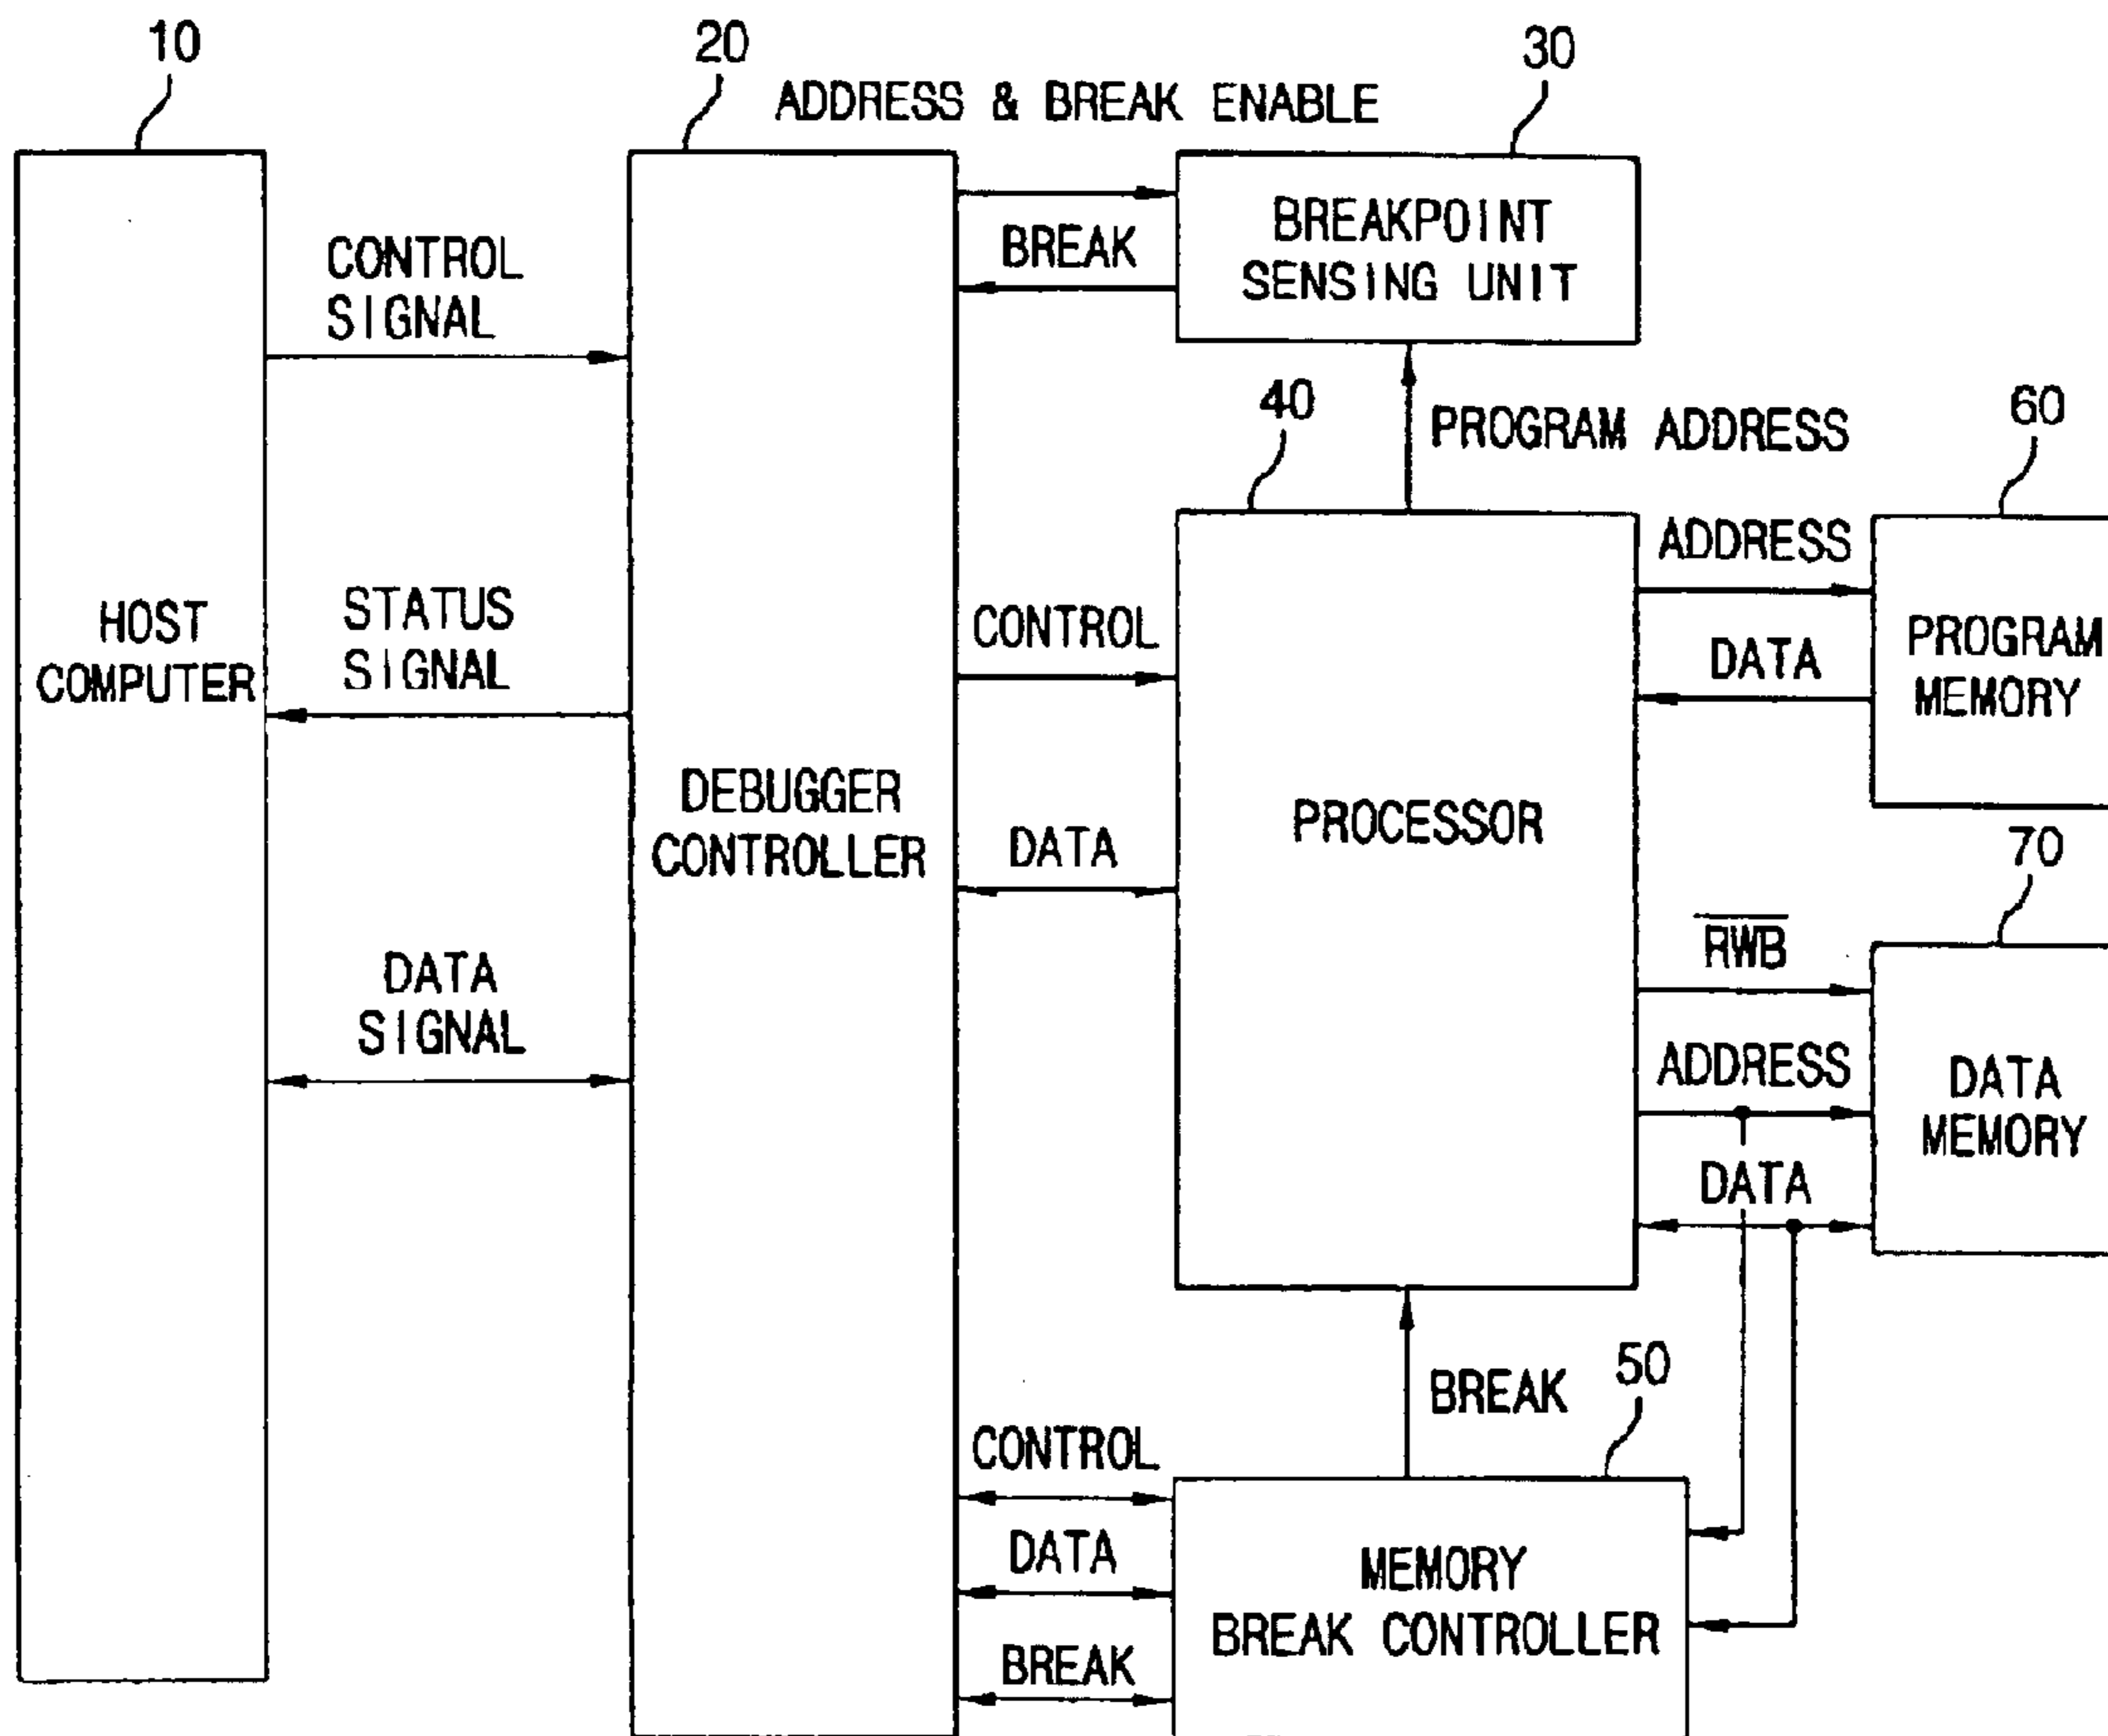 10
20
30
ADDRESS & BREAK ENABLE
BREAKPOINT
SENSING UNIT
BREAK
CONTROL
SIGNAL
40
PROGRAM ADDRESS
60
ADDRESS
HOST
COMPUTER
STATUS
SIGNAL
CONTROL
DATA
PROGRAM
MEMORY
DEBUGGER
CONTROLLER
DATA
PROCESSOR
70
RWB
DATA
SIGNAL
ADDRESS
DATA
MEMORY
DATA
BREAK
50
CONTROL
DATA
BREAK
MEMORY
BREAK CONTROLLER